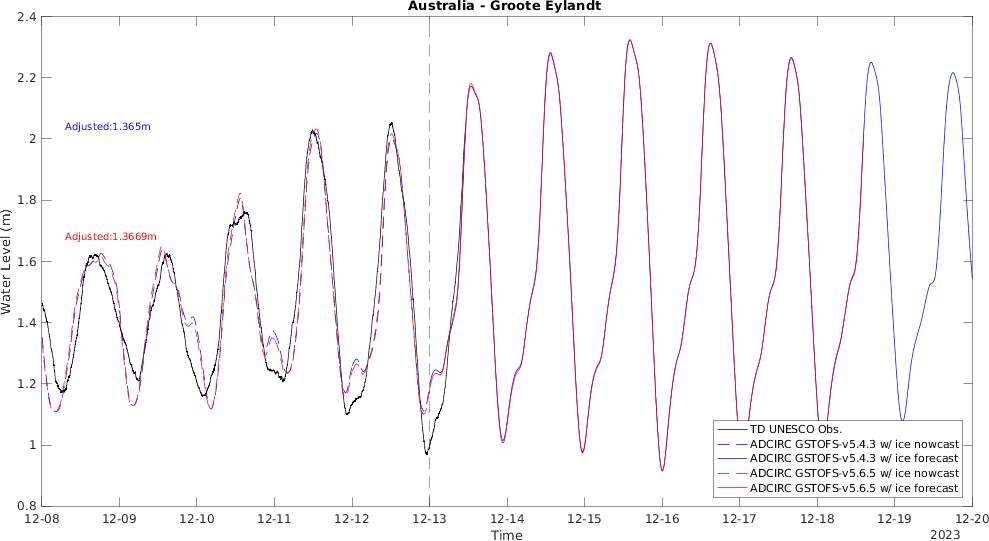 Australia - Groote Eylandt
Water Level (m)
2.4
2.2
2
1.8
1.6
1.4
1.2
1
0.8
Adjusted:1.365m
Adjusted:1.3669m
TD UNESCO Obs.
ADCIRC GSTOFS-v5.4.3 w/ ice nowcast
ADCIRC GSTOFS-v5.4.3 w/ ice forecast
ADCIRC GSTOFS-v5.6.5 w/ ice nowcast
ADCIRC GSTOFS-v5.6.5 w/ ice forecast
12-08 12-09 12-10 12-11 12-12 12-13 12-14 12-15 12-16 12-17 12-18 12-19 12-20
Time
2023